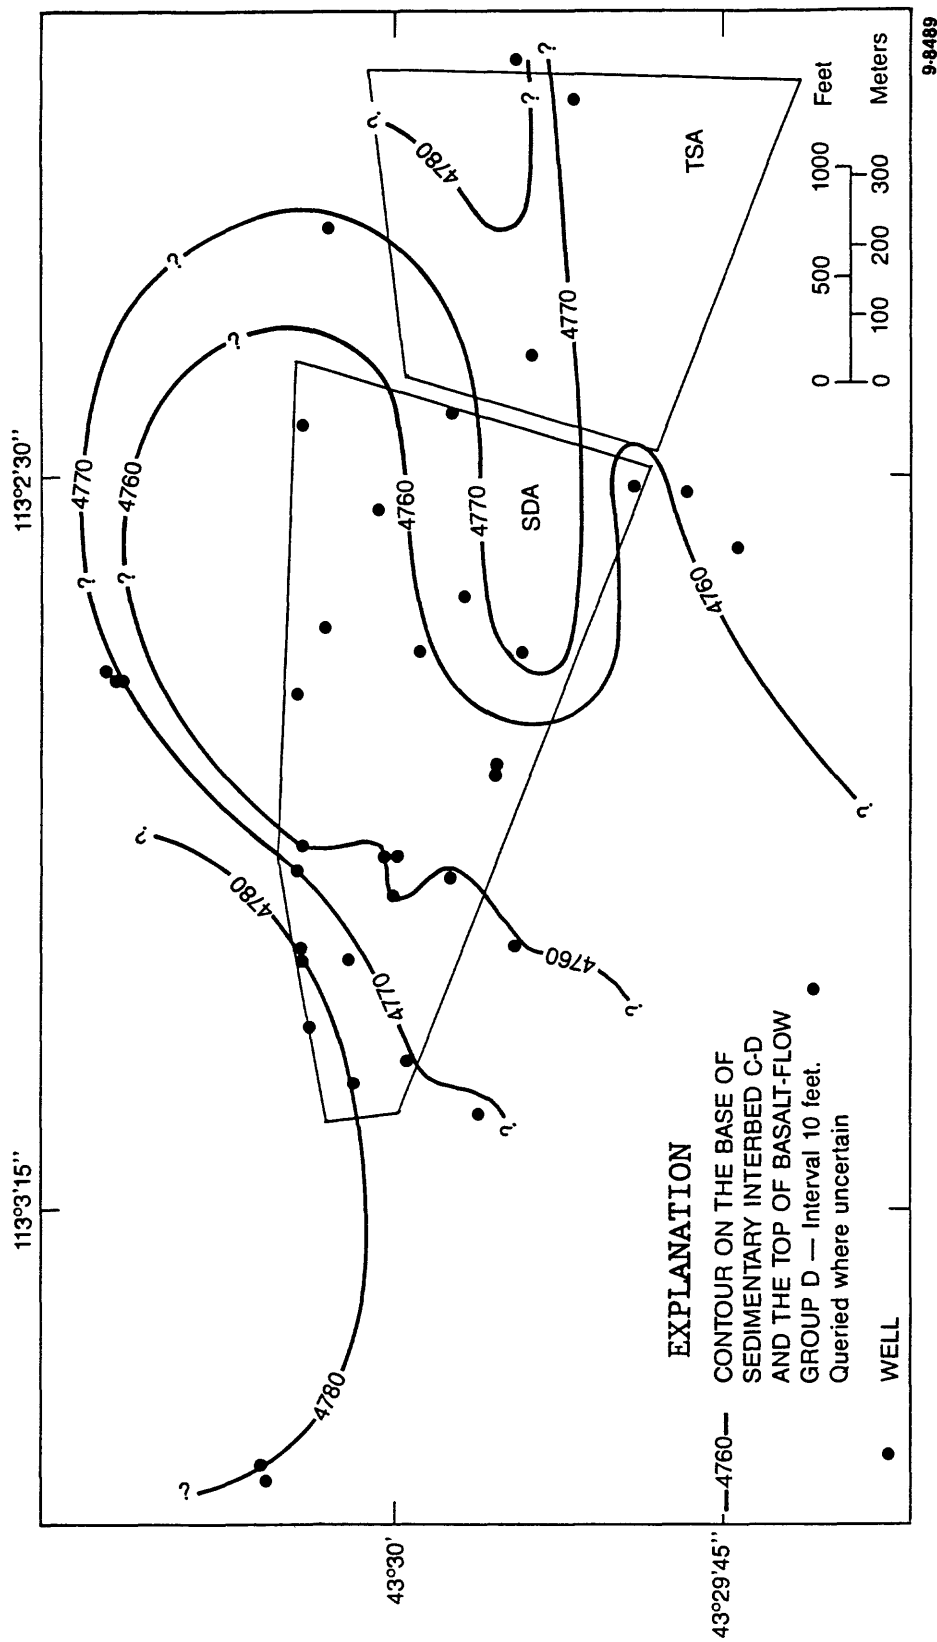 113°3'15"
113°2'30"
?
4770
?
?
4760
?
?
?
4780
4780
?
4770
43°30'
4760
4780
4770
?
SDA
?
?
4770
4760
?
TSA
4760
?
EXPLANATION
43°29'45"
—4760— CONTOUR ON THE BASE OF
SEDIMENTARY INTERBED C-D
AND THE TOP OF BASALT-FLOW
GROUP D — Interval 10 feet.
Queried where uncertain
WELL
0 500 1000 Feet
0 100 200 300 Meters
9-8489